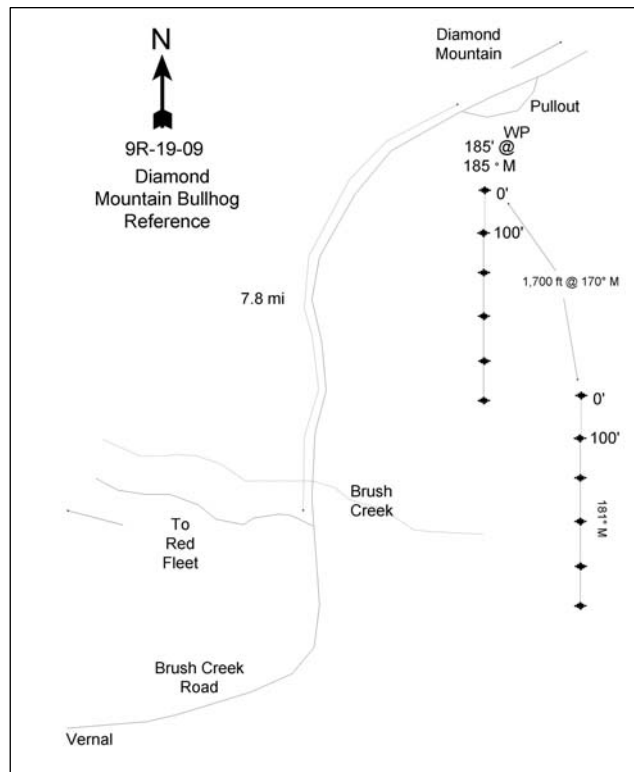 N
9R-19-09
Diamond
Mountain Bullhog
Reference
Diamond
Mountain
Pullout
WP
185' @
185 ° M
0'
100'
1,700 ft @ 170° M
7.8 mi
0'
100'
181° M
Brush
Creek
To
Red
Fleet
Brush Creek
Road
Vernal